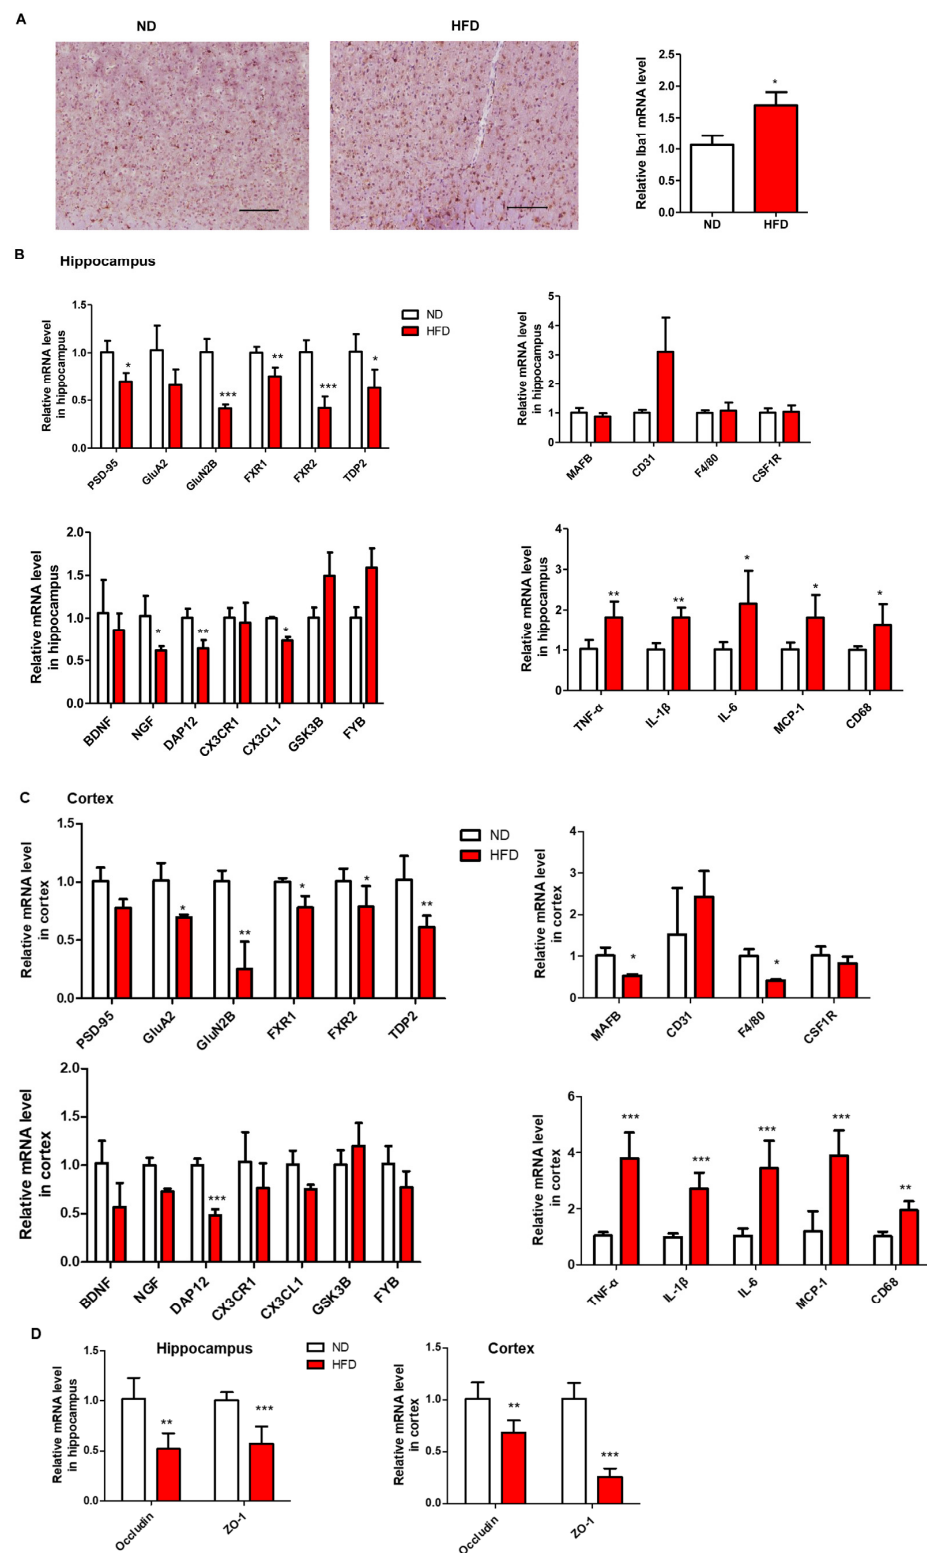 A
ND
HFD
Relative Iba1 mRNA level
2.5
2.0
1.5
1.0
0.5
0.0
*
ND
HFD
B
Hippocampus
Relative mRNA level
in hippocampus
1.5
1.0
0.5
0.0
*
***
**
***
*
PSD-95
GluA2
GluN2B
FXR1
FXR2
TDP2
ND
HFD
Relative mRNA level
in hippocampus
5
4
3
2
1
0
MAFB
CD31
F4/80
CSF1R
Relative mRNA level
in hippocampus
2.0
1.5
1.0
0.5
0.0
*
**
*
BDNF
NGF
DAP12
CX3CR1
CX3CL1
GSK3B
FYB
Relative mRNA level
in hippocampus
4
3
2
1
0
**
**
*
*
*
TNF-α
IL-1β
IL-6
MCP-1
CD68
C
Cortex
Relative mRNA level
in cortex
1.5
1.0
0.5
0.0
*
**
*
*
**
PSD-95
GluA2
GluN2B
FXR1
FXR2
TDP2
ND
HFD
Relative mRNA level
in cortex
4
3
2
1
0
*
*
MAFB
CD31
F4/80
CSF1R
Relative mRNA level
in cortex
2.0
1.5
1.0
0.5
0.0
***
BDNF
NGF
DAP12
CX3CR1
CX3CL1
GSK3B
FYB
Relative mRNA level
in cortex
6
4
2
0
***
***
***
***
**
TNF-α
IL-1β
IL-6
MCP-1
CD68
D
Hippocampus
Relative mRNA level
in hippocampus
1.5
1.0
0.5
0.0
**
***
Occludin
ZO-1
ND
HFD
Cortex
Relative mRNA level
in cortex
1.5
1.0
0.5
0.0
**
***
Occludin
ZO-1